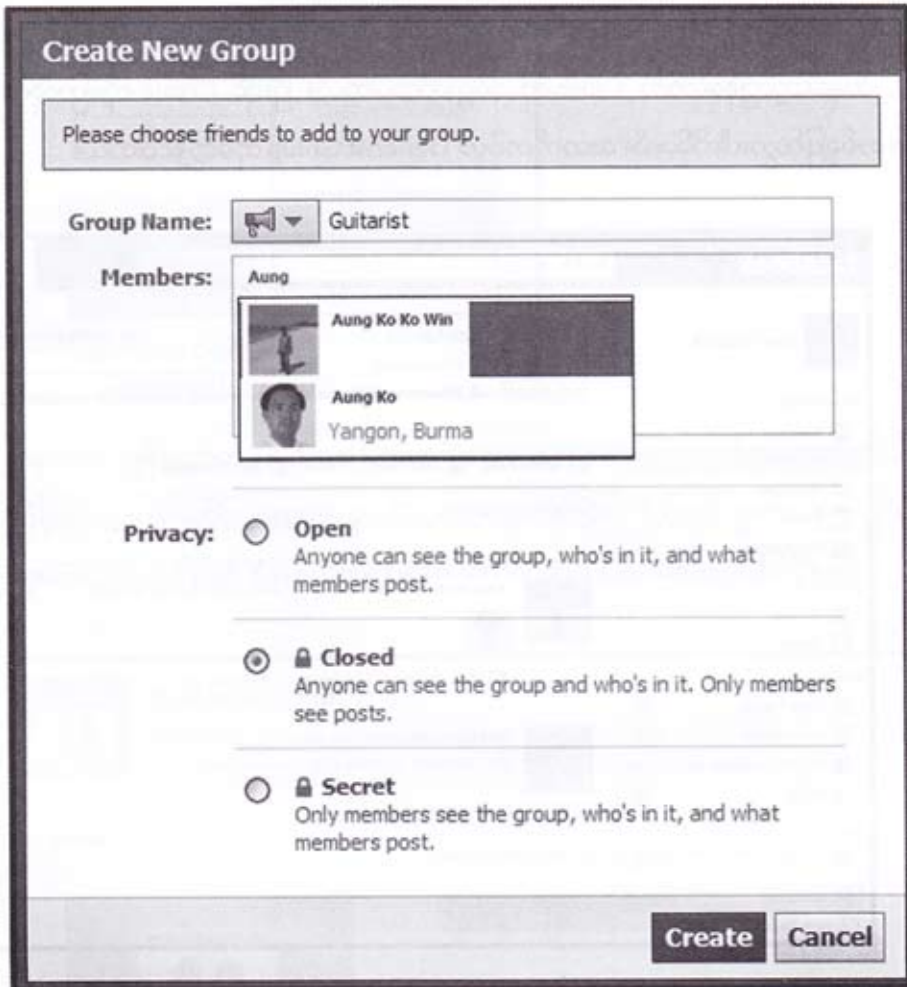 Create New Group
Please choose friends to add to your group.
Group Name: Guitarist
Members: Aung
Aung Ko Ko Win
Aung Ko
Yangon, Burma
Privacy: Open
Anyone can see the group, who's in it, and what
members post.
Closed
Anyone can see the group and who's in it. Only members
see posts.
Secret
Only members see the group, who's in it, and what
members post.
Create Cancel